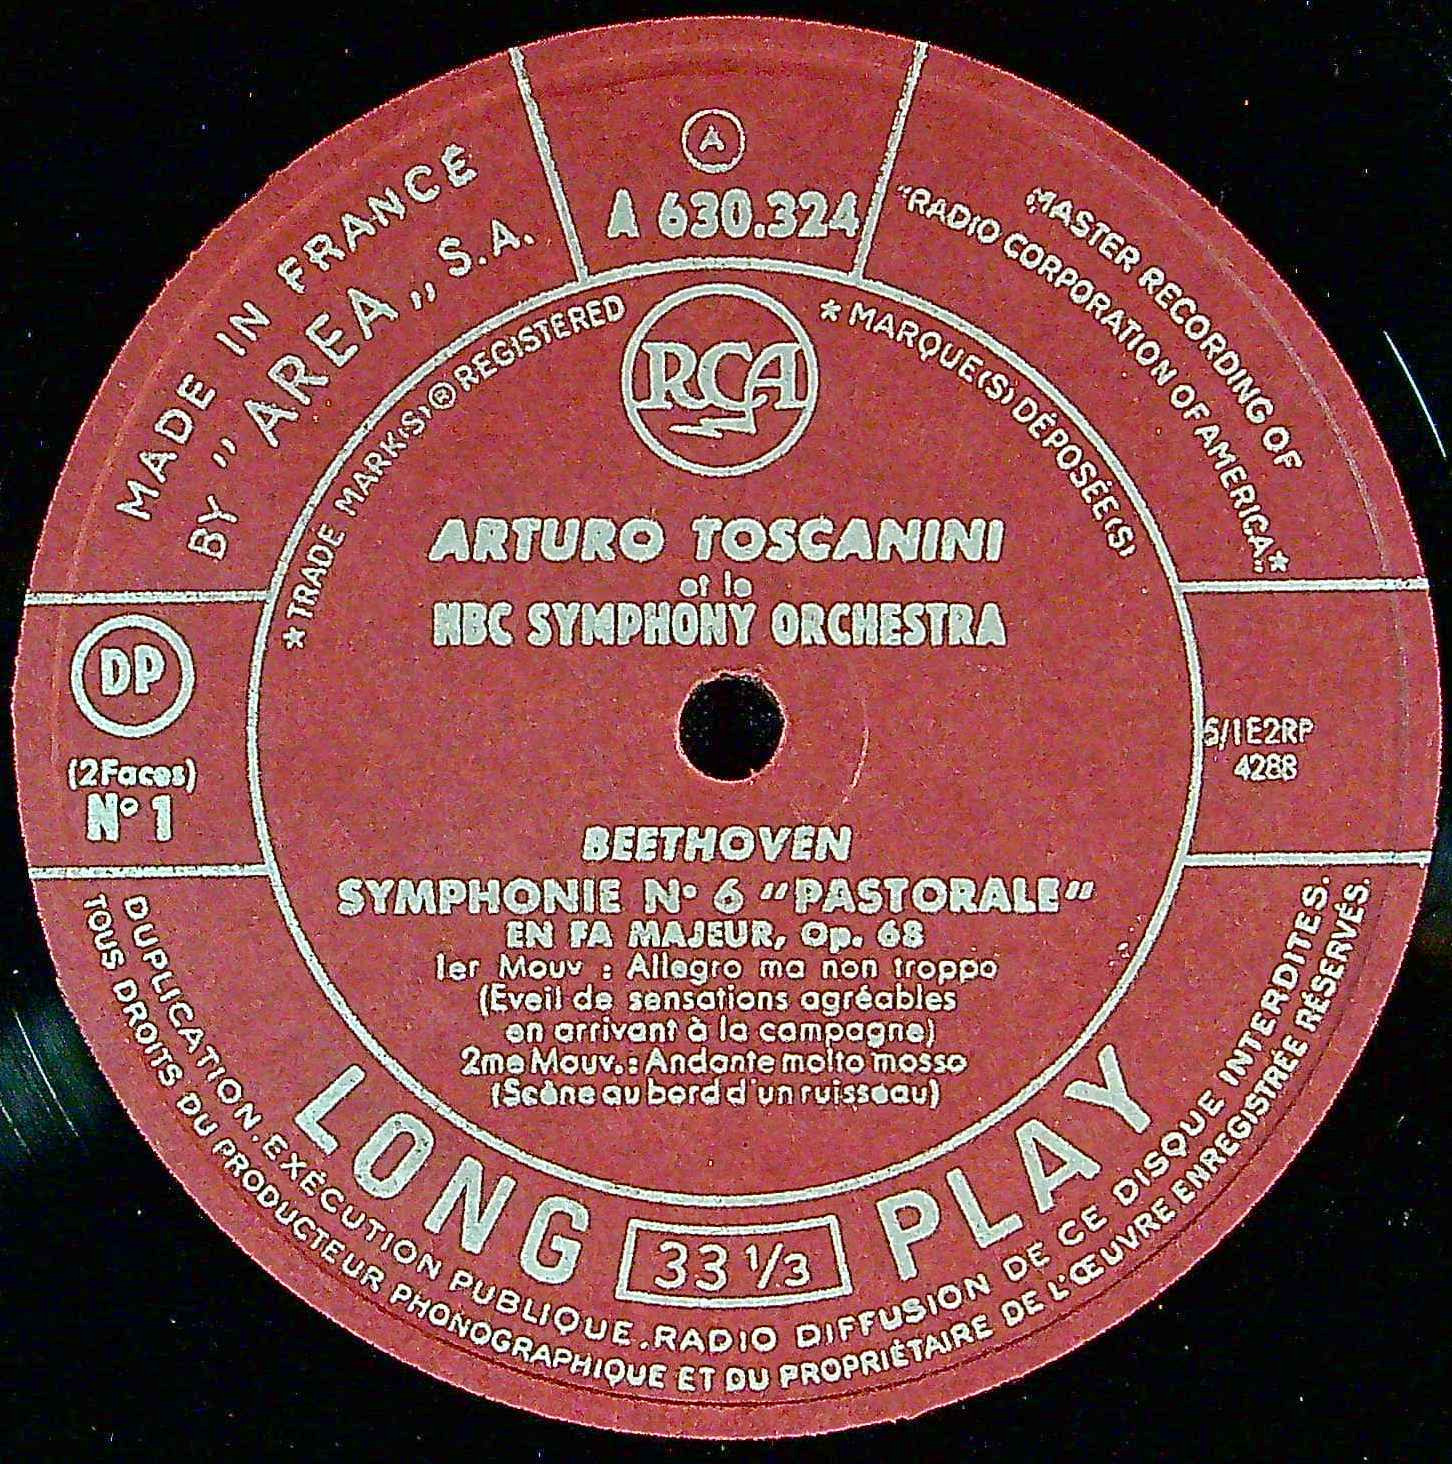 A
A 630.324
MADE IN FRANCE
BY „AREA„ S.A.
MASTER RECORDING OF
"RADIO CORPORATION OF AMERICA„*
* TRADE MARK(S) ® REGISTERED
* MARQUE(S) DÉPOSÉE(S)
RCA
ARTURO TOSCANINI
et le
NBC SYMPHONY ORCHESTRA
DP
(2 Faces)
N° 1
5/1E2RP
4288
BEETHOVEN
SYMPHONIE N° 6 "PASTORALE"
EN FA MAJEUR, Op. 68
1er Mouv : Allegro ma non troppo
(Eveil de sensations agréables
en arrivant à la campagne)
2me Mouv. : Andante molto mosso
(Scène au bord d'un ruisseau)
LONG 33 1/3 PLAY
DUPLICATION. EXÉCUTION PUBLIQUE. RADIO DIFFUSION DE CE DISQUE INTERDITES.
TOUS DROITS DU PRODUCTEUR PHONOGRAPHIQUE ET DU PROPRIÉTAIRE DE L'ŒUVRE ENREGISTRÉE RÉSERVÉS.